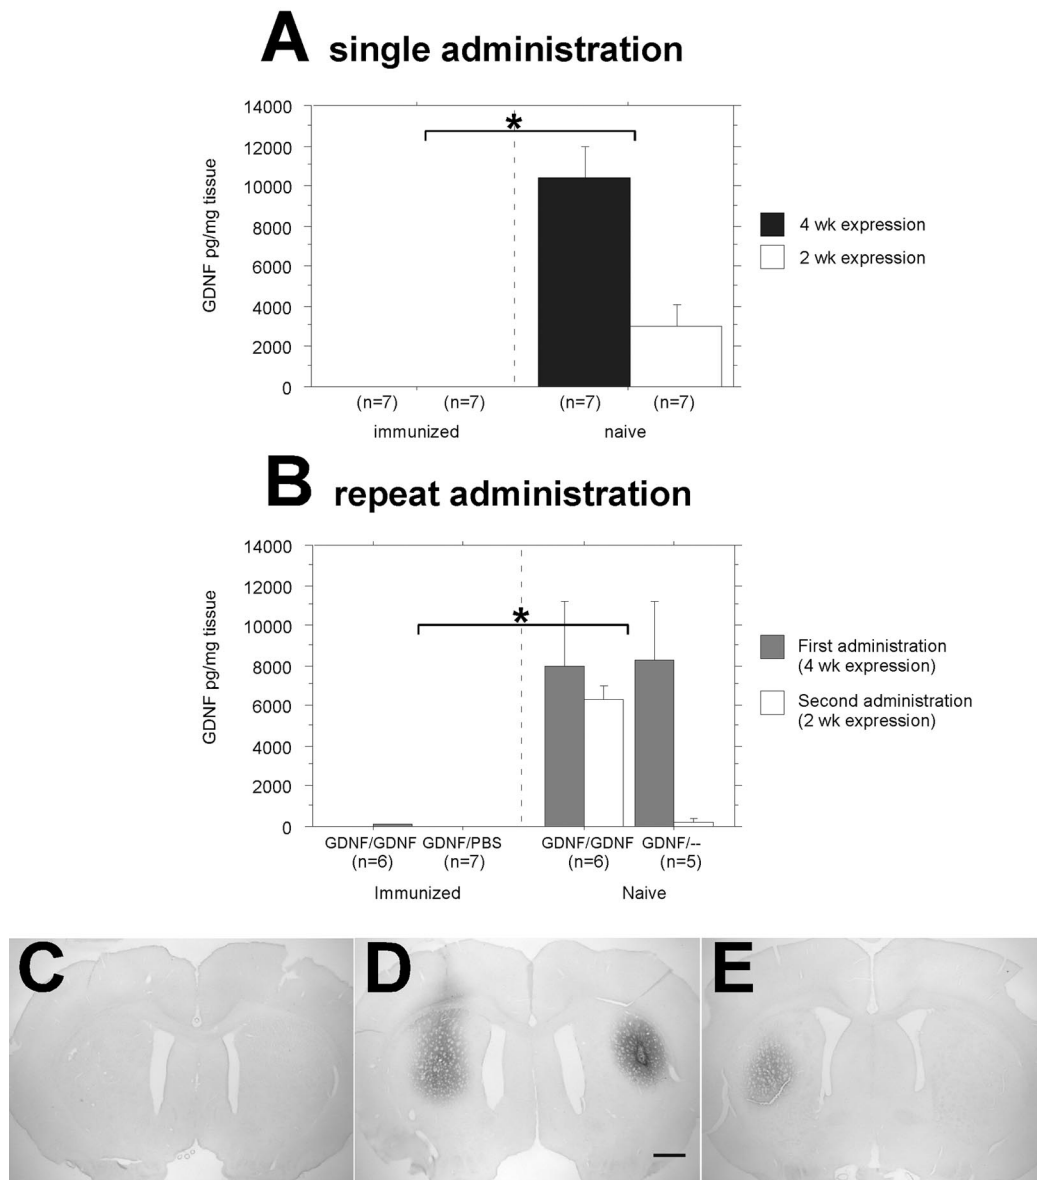 A single administration
14000
12000
10000
8000
6000
4000
2000
0
GDNF pg/mg tissue
*
4 wk expression
2 wk expression
(n=7) (n=7) (n=7) (n=7)
immunized naive
B repeat administration
14000
12000
10000
8000
6000
4000
2000
0
GDNF pg/mg tissue
*
First administration
(4 wk expression)
Second administration
(2 wk expression)
GDNF/GDNF GDNF/PBS GDNF/GDNF GDNF/--
(n=6) (n=7) (n=6) (n=5)
Immunized Naive
C D E